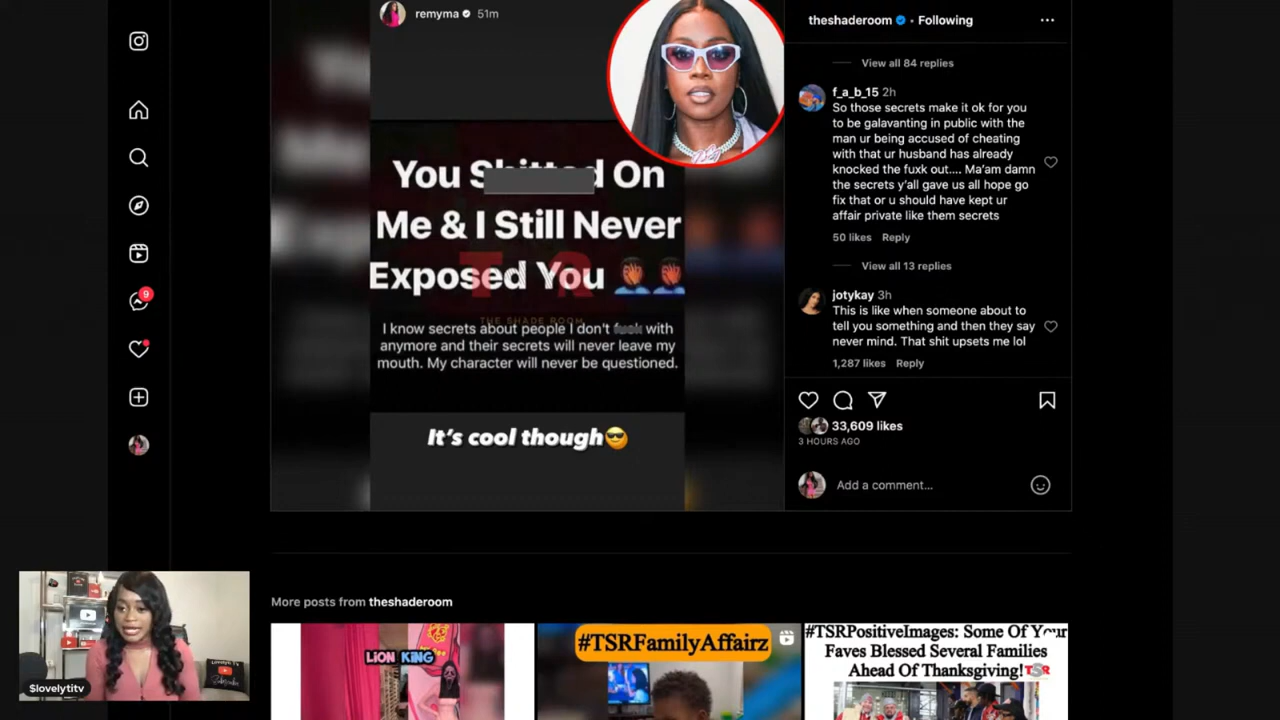 remyma 51m
You Shitted On
Me & I Still Never
Exposed You
THE SHADE ROOM
I know secrets about people I don't fuck with
anymore and their secrets will never leave my
mouth. My character will never be questioned.
It's cool though
theshaderoom • Following
View all 84 replies
f_a_b_15 2h
So those secrets make it ok for you
to be galavanting in public with the
man ur being accused of cheating
with that ur husband has already
knocked the fuxk out.... Ma'am damn
the secrets y'all gave us all hope go
fix that or u should have kept ur
affair private like them secrets
50 likes Reply
View all 13 replies
jotykay 3h
This is like when someone about to
tell you something and then they say
never mind. That shit upsets me lol
1,287 likes Reply
33,609 likes
3 HOURS AGO
Add a comment...
9
$lovelytitv
More posts from theshaderoom
LION KING
#TSRFamilyAffairz
#TSRPositiveImages: Some Of Your
Faves Blessed Several Families
Ahead Of Thanksgiving!